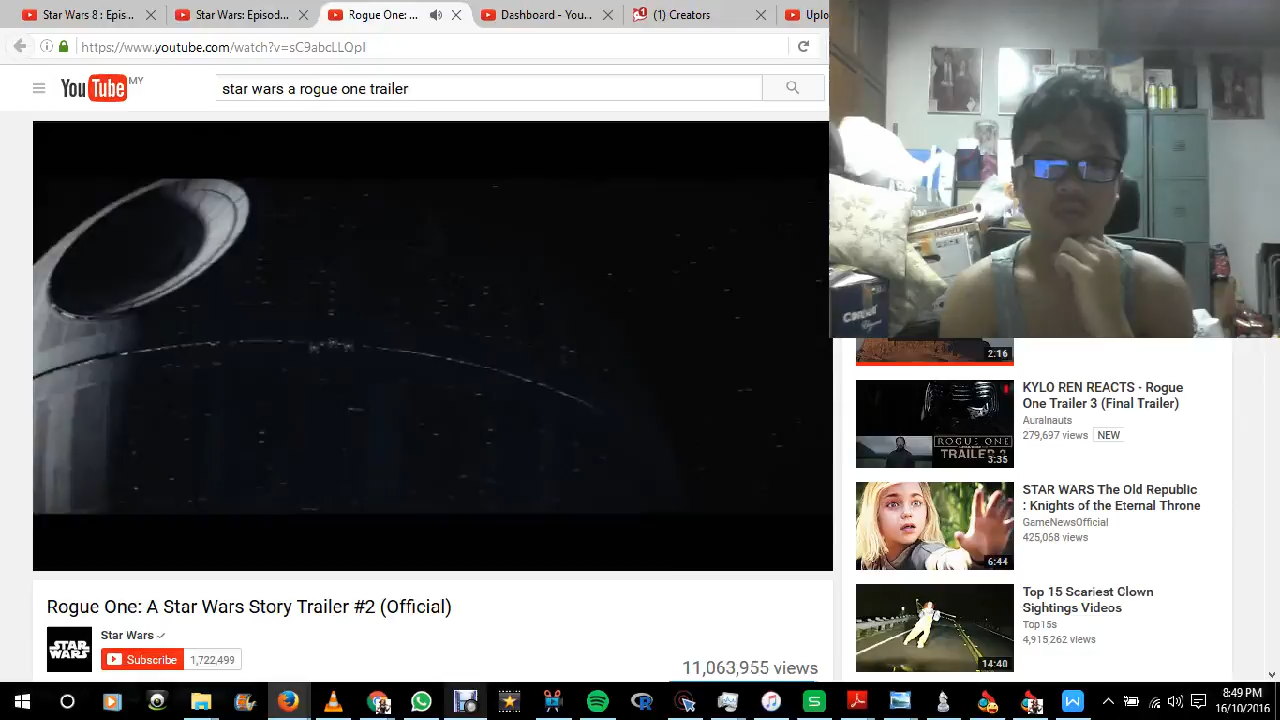 Star Wars 8: Episod...
Star Wars: Episod...
Rogue One: ...
Dashboard - You...
(1) Creators
Uplo
https://www.youtube.com/watch?v=
YouTube MY
star wars a rogue one trailer
2:16
KYLO REN REACTS - Rogue
One Trailer 3 (Final Trailer)
Auralnauts
279,697 views NEW
ROGUE ONE
TRAILER
3:35
STAR WARS The Old Republic
: Knights of the Eternal Throne
GameNewsOfficial
425,068 views
6:44
Top 15 Scariest Clown
Sightings Videos
Top15s
4,915,262 views
14:40
Rogue One: A Star Wars Story Trailer #2 (Official)
STAR
WARS
Star Wars
Subscribe 1,722,499
11,063,955 views
8:49 PM
16/10/2016